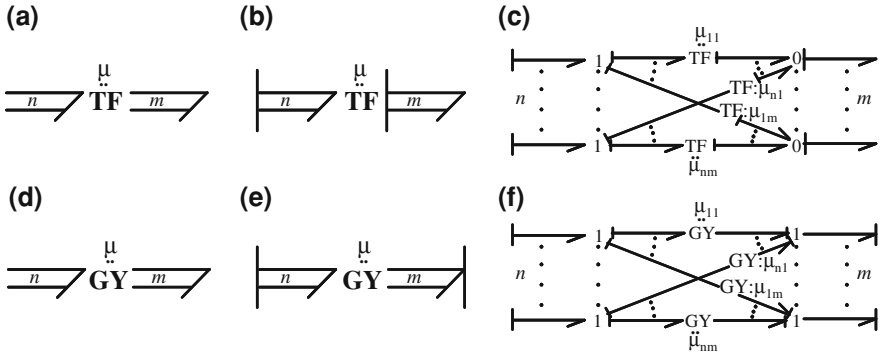 (a)
μ
..
n TF m
(b)
μ
..
n TF m
(c)
μ11
..
1 TF 0
TF:μn1
n m
TF:μ1m
1 TF 0
..
μnm
(d)
μ
..
n GY m
(e)
μ
..
n GY m
(f)
μ11
..
1 GY 1
GY:μn1
n m
GY:μ1m
1 GY 1
..
μnm